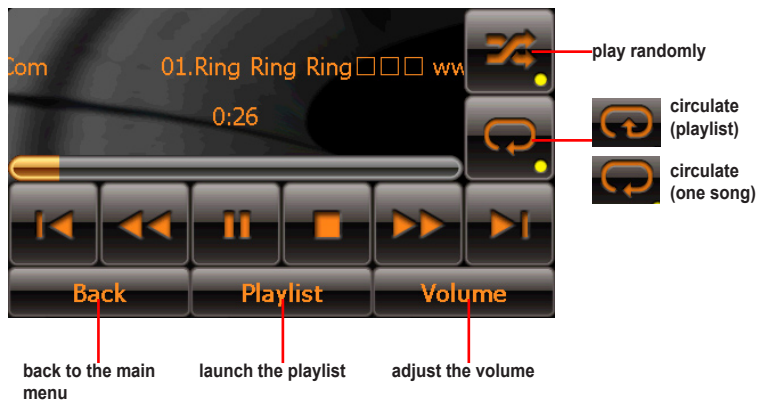 play randomly
Com 01.Ring Ring Ring□□□ ww
0:26
circulate
(playlist)
circulate
(one song)
Back Playlist Volume
back to the main
menu
launch the playlist
adjust the volume